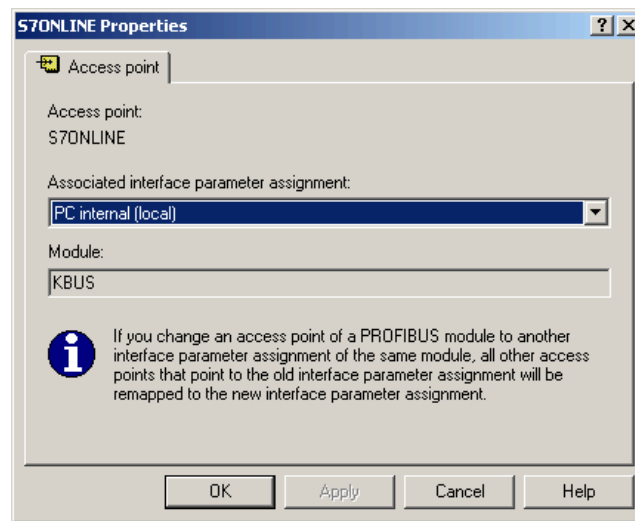 S7ONLINE Properties
Access point
Access point:
S7ONLINE
Associated interface parameter assignment:
PC internal (local)
Module:
KBUS
If you change an access point of a PROFIBUS module to another
interface parameter assignment of the same module, all other access
points that point to the old interface parameter assignment will be
remapped to the new interface parameter assignment.
OK Apply Cancel Help